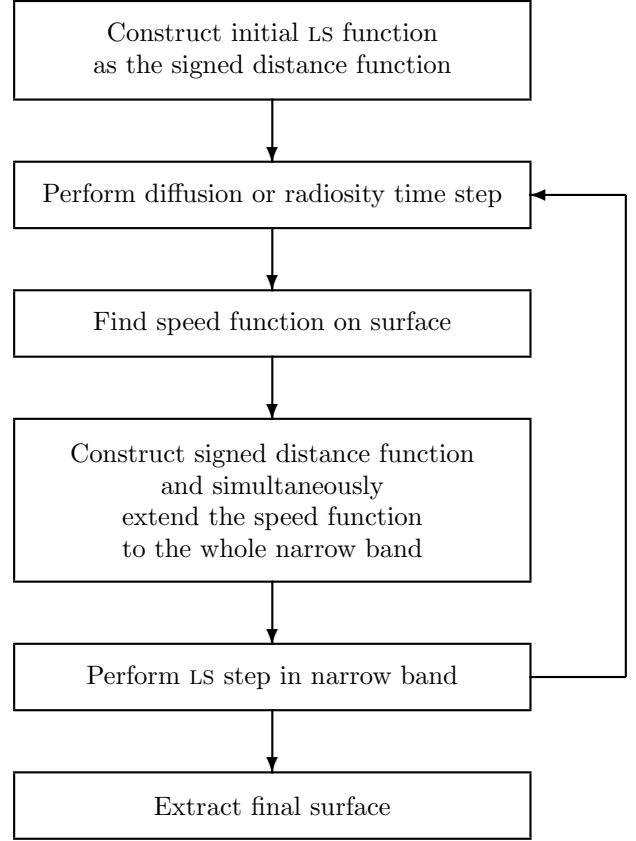 Construct initial LS function
as the signed distance function
Perform diffusion or radiosity time step
Find speed function on surface
Construct signed distance function
and simultaneously
extend the speed function
to the whole narrow band
Perform LS step in narrow band
Extract final surface